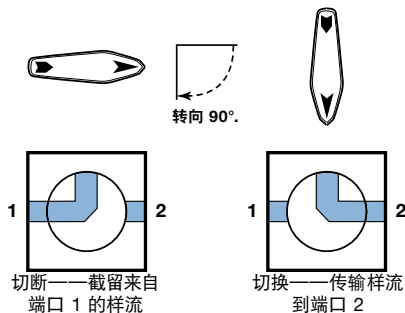 转向 90°.
1
2
1
2
切断——截留来自
端口 1 的样流
切换——传输样流
到端口 2